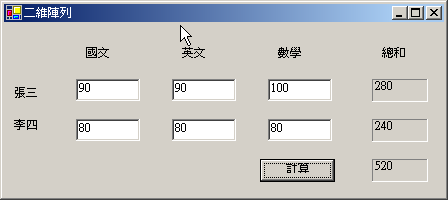 二維陣列
國文 英文 數學 總和
張三 90 90 100 280
李四 80 80 80 240
計算 520